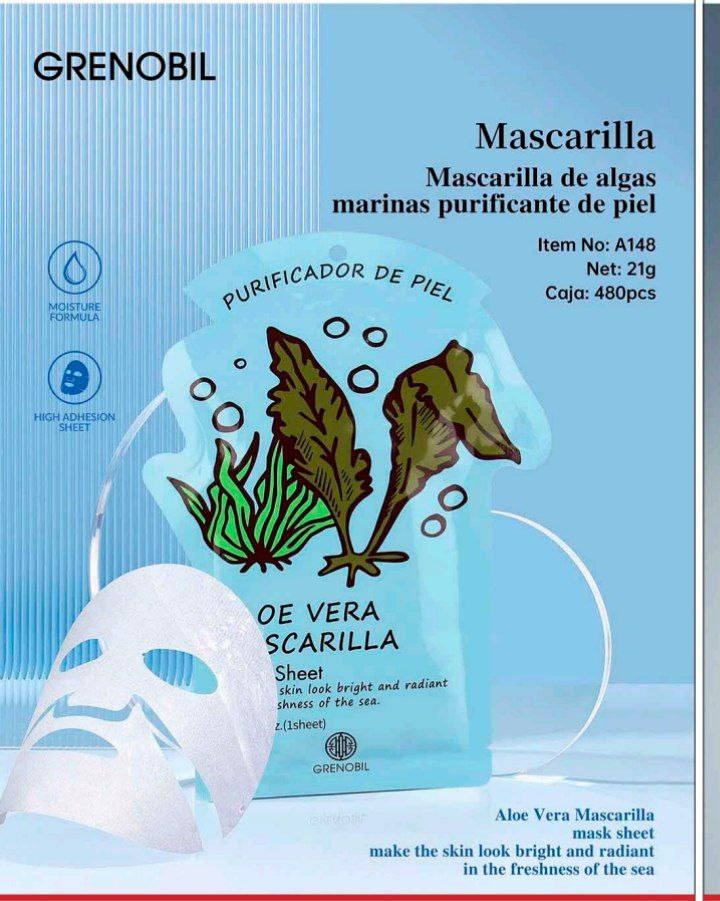 GRENOBIL
Mascarilla
Mascarilla de algas
marinas purificante de piel
Item No: A148
Net: 21g
Caja: 480pcs
MOISTURE
FORMULA
HIGH ADHESION
SHEET
PURIFICADOR DE PIEL
OE VERA
SCARILLA
Sheet
skin look bright and radiant
shness of the sea.
z.(1sheet)
GRENOBIL
Aloe Vera Mascarilla
mask sheet
make the skin look bright and radiant
in the freshness of the sea